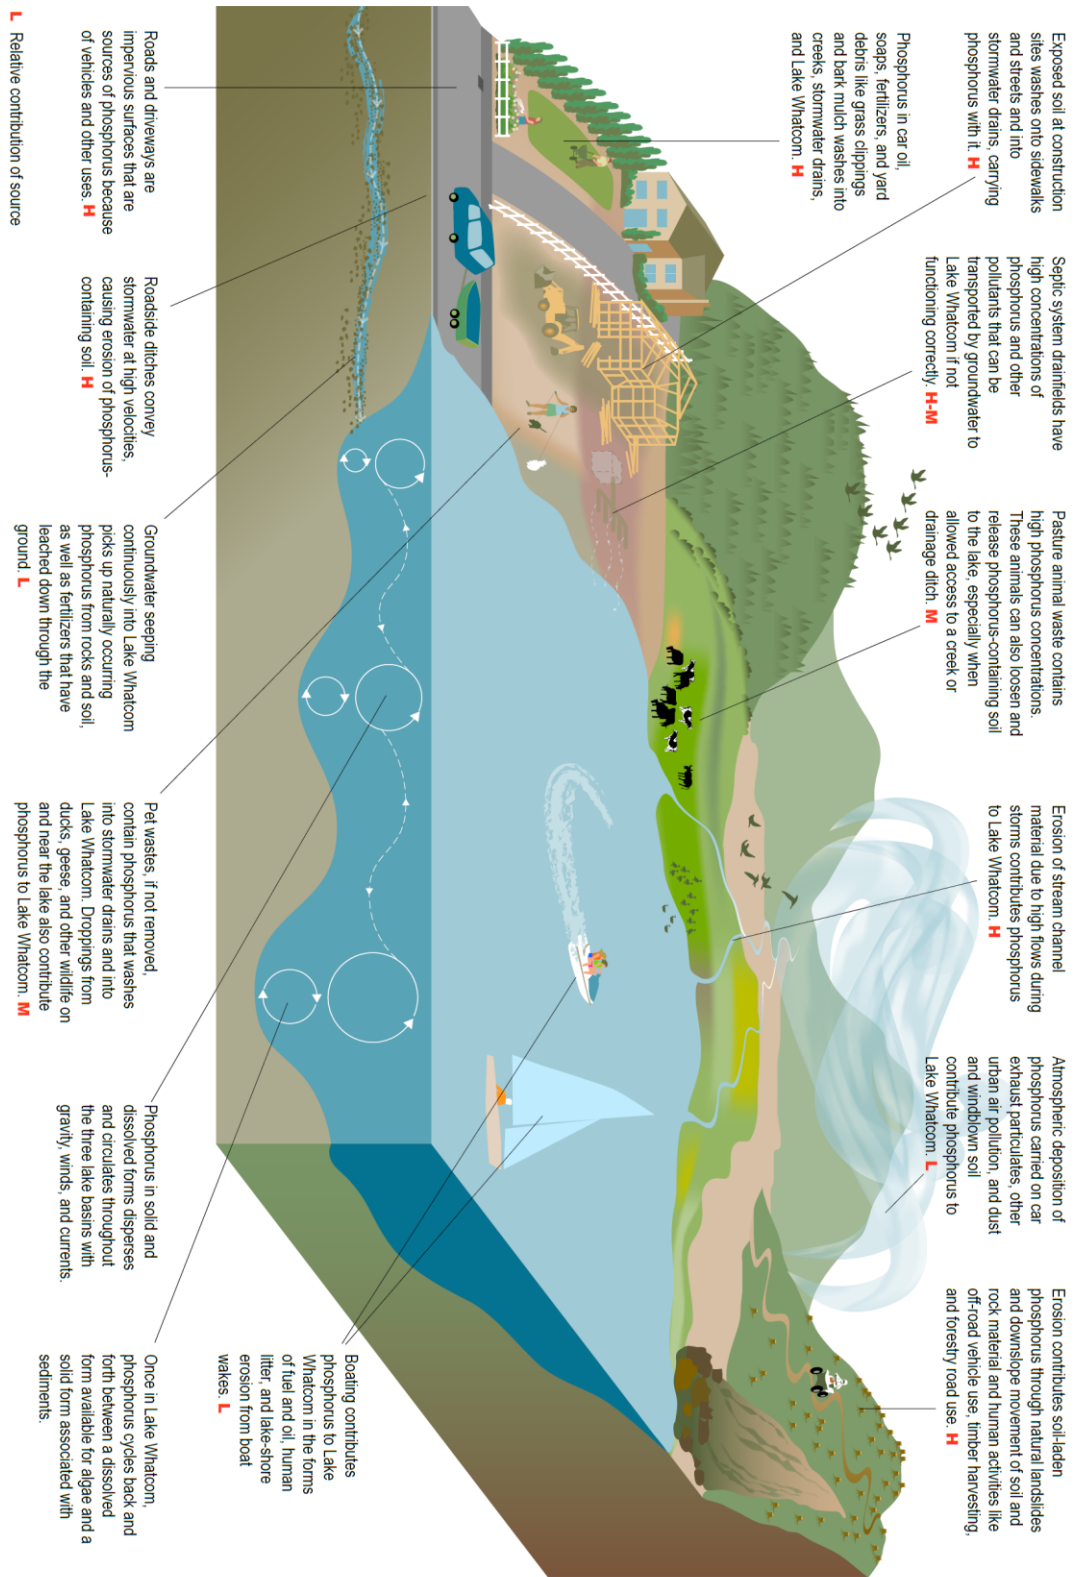 Exposed soil at construction
sites washes onto sidewalks
and streets and into
stormwater drains, carrying
phosphorus with it. H
Septic system drainfields have
high concentrations of
phosphorus and other
pollutants that can be
transported by groundwater to
Lake Whatcom if not
functioning correctly. H-M
Pasture animal waste contains
high phosphorus concentrations.
These animals can also loosen and
release phosphorus-containing soil
to the lake, especially when
allowed access to a creek or
drainage ditch. M
Erosion of stream channel
material due to high flows during
storms contributes phosphorus
to Lake Whatcom. H
Atmospheric deposition of
phosphorus carried on car
exhaust particulates, other
urban air pollution, and dust
and windblown soil
contribute phosphorus to
Lake Whatcom. L
Erosion contributes soil-laden
phosphorus through natural landslides
and downslope movement of soil and
rock material and human activities like
off-road vehicle use, timber harvesting,
and forestry road use. H
Phosphorus in car oil,
soaps, fertilizers, and yard
debris like grass clippings
and bark mulch washes into
creeks, stormwater drains,
and Lake Whatcom. H
Boating contributes
phosphorus to Lake
Whatcom in the forms
of fuel and oil, human
litter, and lake-shore
erosion from boat
wakes. L
Roads and driveways are
impervious surfaces that are
sources of phosphorus because
of vehicles and other uses. H
Roadside ditches convey
stormwater at high velocities,
causing erosion of phosphorus-
containing soil. H
Groundwater seeping
continuously into Lake Whatcom
picks up naturally occurring
phosphorus from rocks and soil,
as well as fertilizers that have
leached down through the
ground. L
Pet wastes, if not removed,
contain phosphorus that washes
into stormwater drains and into
Lake Whatcom. Droppings from
ducks, geese, and other wildlife on
and near the lake also contribute
phosphorus to Lake Whatcom. M
Phosphorus in solid and
dissolved forms disperses
and circulates throughout
the three lake basins with
gravity, winds, and currents.
Once in Lake Whatcom,
phosphorus cycles back and
forth between a dissolved
form available for algae and a
solid form associated with
sediments.
L Relative contribution of source